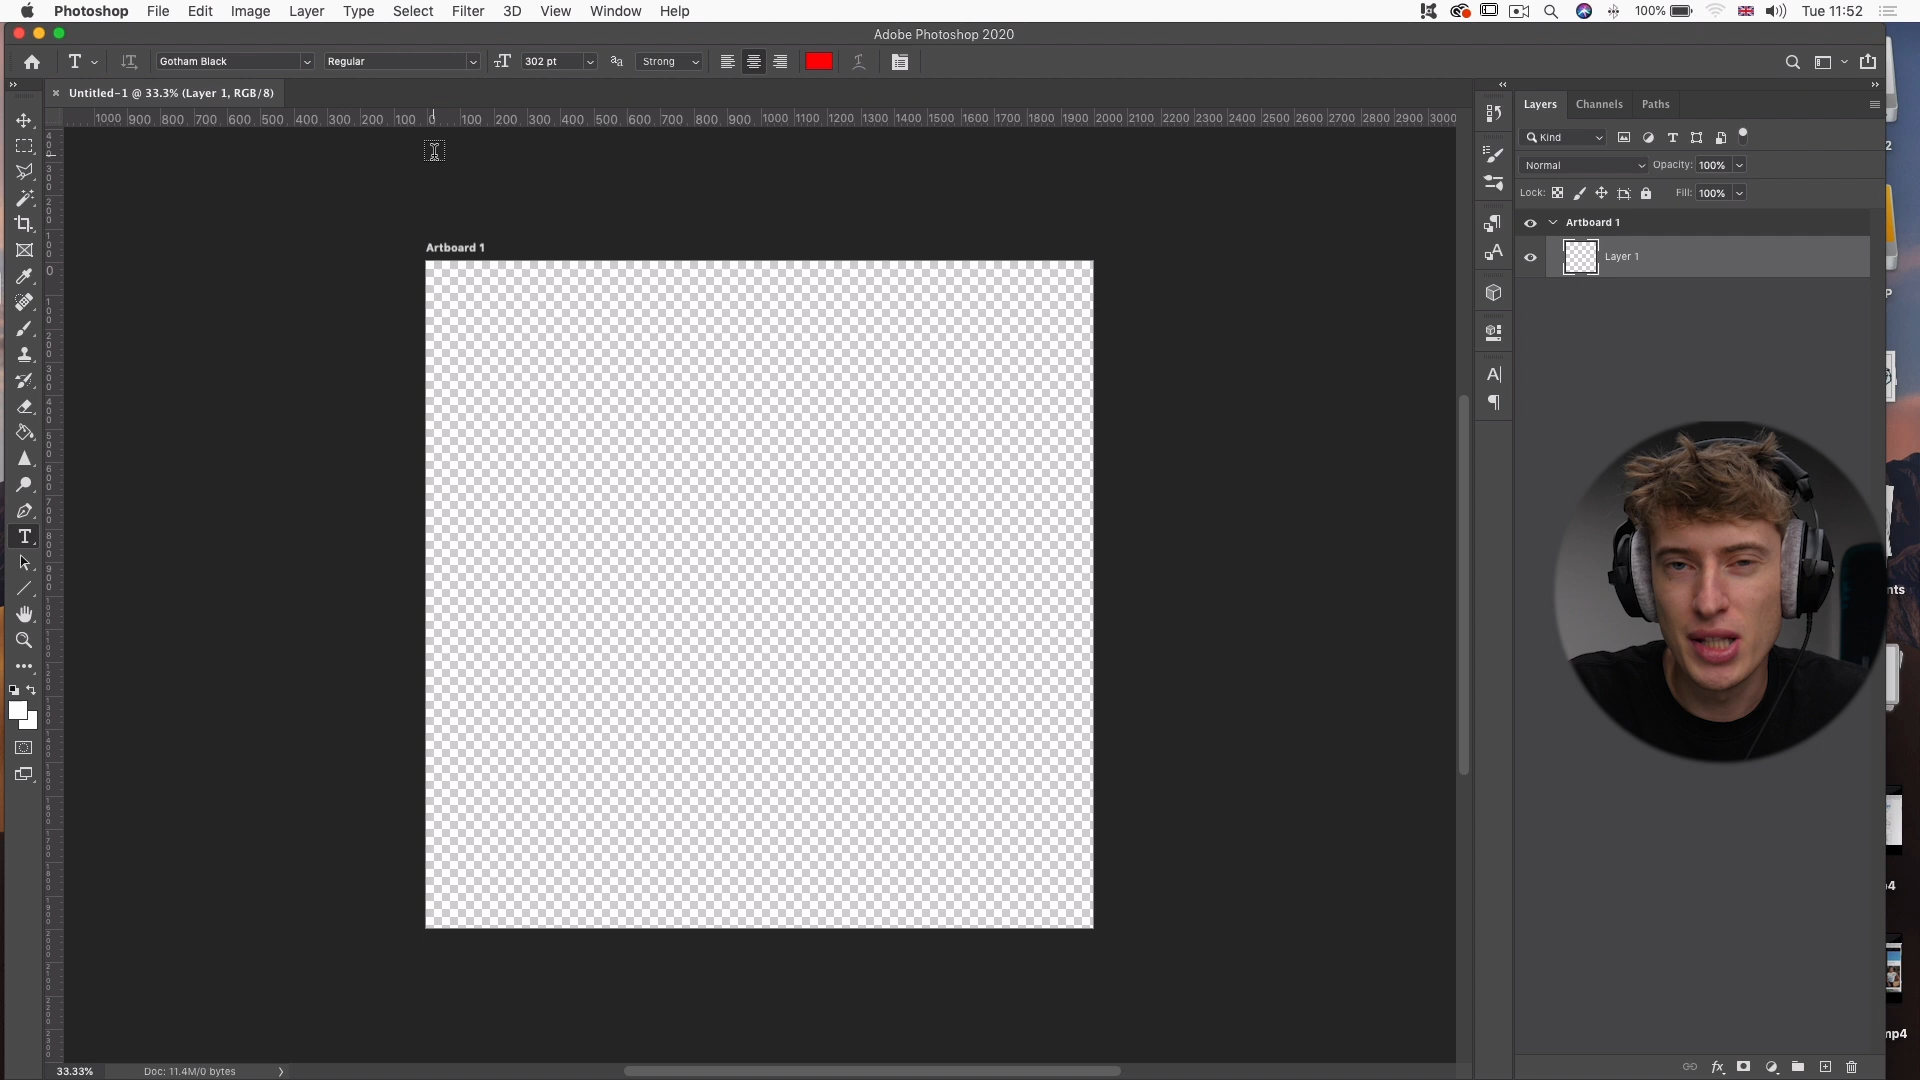 Photoshop File Edit Image Layer Type Select Filter 3D View Window Help 100% Tue 11:52
Adobe Photoshop 2020
T Gotham Black Regular 302 pt Strong
Untitled-1 @ 33.3% (Layer 1, RGB/8)
1000 900 800 700 600 500 400 300 200 100 0 100 200 300 400 500 600 700 800 900 1000 1100 1200 1300 1400 1500 1600 1700 1800 1900 2000 2100 2200 2300 2400 2500 2600 2700 2800 2900 3000
Layers Channels Paths
Kind
Normal Opacity: 100%
Lock: Fill: 100%
Artboard 1
Layer 1
Artboard 1
nts
p4
mp4
33.33% Doc: 11.4M/0 bytes